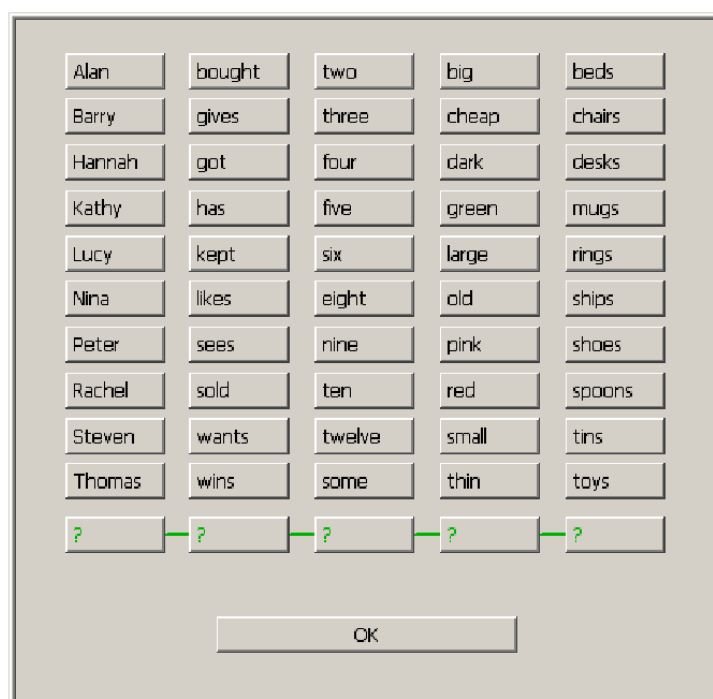 Alan bought two big beds
Barry gives three cheap chairs
Hannah got four dark desks
Kathy has five green mugs
Lucy kept six large rings
Nina likes eight old ships
Peter sees nine pink shoes
Rachel sold ten red spoons
Steven wants twelve small tins
Thomas wins some thin toys
? ? ? ? ?
OK